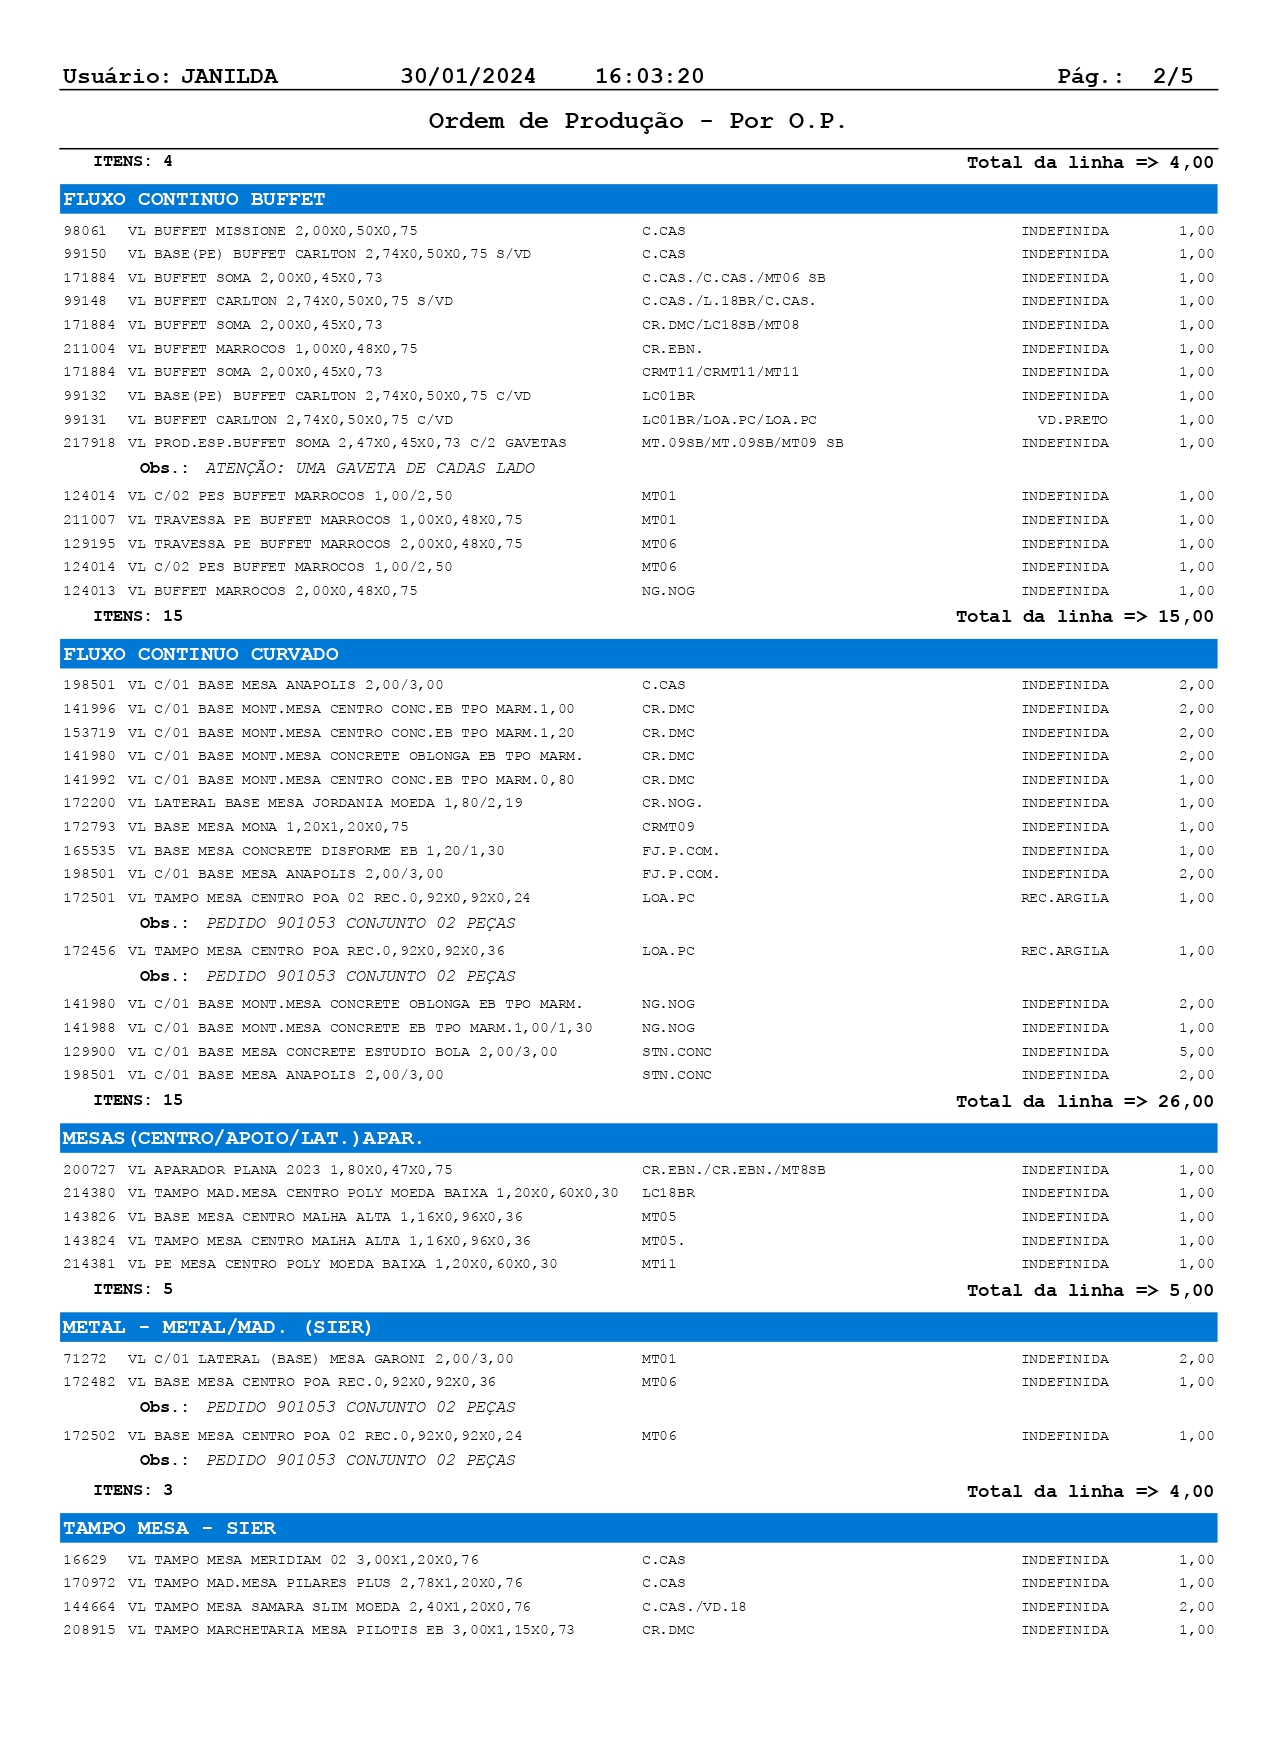 Usuário: JANILDA 30/01/2024 16:03:20 Pág.: 2/5
Ordem de Produção - Por O.P.
ITENS: 4 Total da linha => 4,00
FLUXO CONTINUO BUFFET
98061 VL BUFFET MISSIONE 2,00X0,50X0,75 C.CAS INDEFINIDA 1,00
99150 VL BASE(PE) BUFFET CARLTON 2,74X0,50X0,75 S/VD C.CAS INDEFINIDA 1,00
171884 VL BUFFET SOMA 2,00X0,45X0,73 C.CAS./C.CAS./MT06 SB INDEFINIDA 1,00
99148 VL BUFFET CARLTON 2,74X0,50X0,75 S/VD C.CAS./L.18BR/C.CAS. INDEFINIDA 1,00
171884 VL BUFFET SOMA 2,00X0,45X0,73 CR.DMC/LC18SB/MT08 INDEFINIDA 1,00
211004 VL BUFFET MARROCOS 1,00X0,48X0,75 CR.EBN. INDEFINIDA 1,00
171884 VL BUFFET SOMA 2,00X0,45X0,73 CRMT11/CRMT11/MT11 INDEFINIDA 1,00
99132 VL BASE(PE) BUFFET CARLTON 2,74X0,50X0,75 C/VD LC01BR INDEFINIDA 1,00
99131 VL BUFFET CARLTON 2,74X0,50X0,75 C/VD LC01BR/LOA.PC/LOA.PC VD.PRETO 1,00
217918 VL PROD.ESP.BUFFET SOMA 2,47X0,45X0,73 C/2 GAVETAS MT.09SB/MT.09SB/MT09 SB INDEFINIDA 1,00
Obs.: ATENÇÃO: UMA GAVETA DE CADAS LADO
124014 VL C/02 PES BUFFET MARROCOS 1,00/2,50 MT01 INDEFINIDA 1,00
211007 VL TRAVESSA PE BUFFET MARROCOS 1,00X0,48X0,75 MT01 INDEFINIDA 1,00
129195 VL TRAVESSA PE BUFFET MARROCOS 2,00X0,48X0,75 MT06 INDEFINIDA 1,00
124014 VL C/02 PES BUFFET MARROCOS 1,00/2,50 MT06 INDEFINIDA 1,00
124013 VL BUFFET MARROCOS 2,00X0,48X0,75 NG.NOG INDEFINIDA 1,00
ITENS: 15 Total da linha => 15,00
FLUXO CONTINUO CURVADO
198501 VL C/01 BASE MESA ANAPOLIS 2,00/3,00 C.CAS INDEFINIDA 2,00
141996 VL C/01 BASE MONT.MESA CENTRO CONC.EB TPO MARM.1,00 CR.DMC INDEFINIDA 2,00
153719 VL C/01 BASE MONT.MESA CENTRO CONC.EB TPO MARM.1,20 CR.DMC INDEFINIDA 2,00
141980 VL C/01 BASE MONT.MESA CONCRETE OBLONGA EB TPO MARM. CR.DMC INDEFINIDA 2,00
141992 VL C/01 BASE MONT.MESA CENTRO CONC.EB TPO MARM.0,80 CR.DMC INDEFINIDA 1,00
172200 VL LATERAL BASE MESA JORDANIA MOEDA 1,80/2,19 CR.NOG. INDEFINIDA 1,00
172793 VL BASE MESA MONA 1,20X1,20X0,75 CRMT09 INDEFINIDA 1,00
165535 VL BASE MESA CONCRETE DISFORME EB 1,20/1,30 FJ.P.COM. INDEFINIDA 1,00
198501 VL C/01 BASE MESA ANAPOLIS 2,00/3,00 FJ.P.COM. INDEFINIDA 2,00
172501 VL TAMPO MESA CENTRO POA 02 REC.0,92X0,92X0,24 LOA.PC REC.ARGILA 1,00
Obs.: PEDIDO 901053 CONJUNTO 02 PEÇAS
172456 VL TAMPO MESA CENTRO POA REC.0,92X0,92X0,36 LOA.PC REC.ARGILA 1,00
Obs.: PEDIDO 901053 CONJUNTO 02 PEÇAS
141980 VL C/01 BASE MONT.MESA CONCRETE OBLONGA EB TPO MARM. NG.NOG INDEFINIDA 2,00
141988 VL C/01 BASE MONT.MESA CONCRETE EB TPO MARM.1,00/1,30 NG.NOG INDEFINIDA 1,00
129900 VL C/01 BASE MESA CONCRETE ESTUDIO BOLA 2,00/3,00 STN.CONC INDEFINIDA 5,00
198501 VL C/01 BASE MESA ANAPOLIS 2,00/3,00 STN.CONC INDEFINIDA 2,00
ITENS: 15 Total da linha => 26,00
MESAS(CENTRO/APOIO/LAT.)APAR.
200727 VL APARADOR PLANA 2023 1,80X0,47X0,75 CR.EBN./CR.EBN./MT8SB INDEFINIDA 1,00
214380 VL TAMPO MAD.MESA CENTRO POLY MOEDA BAIXA 1,20X0,60X0,30 LC18BR INDEFINIDA 1,00
143826 VL BASE MESA CENTRO MALHA ALTA 1,16X0,96X0,36 MT05 INDEFINIDA 1,00
143824 VL TAMPO MESA CENTRO MALHA ALTA 1,16X0,96X0,36 MT05. INDEFINIDA 1,00
214381 VL PE MESA CENTRO POLY MOEDA BAIXA 1,20X0,60X0,30 MT11 INDEFINIDA 1,00
ITENS: 5 Total da linha => 5,00
METAL - METAL/MAD. (SIER)
71272 VL C/01 LATERAL (BASE) MESA GARONI 2,00/3,00 MT01 INDEFINIDA 2,00
172482 VL BASE MESA CENTRO POA REC.0,92X0,92X0,36 MT06 INDEFINIDA 1,00
Obs.: PEDIDO 901053 CONJUNTO 02 PEÇAS
172502 VL BASE MESA CENTRO POA 02 REC.0,92X0,92X0,24 MT06 INDEFINIDA 1,00
Obs.: PEDIDO 901053 CONJUNTO 02 PEÇAS
ITENS: 3 Total da linha => 4,00
TAMPO MESA - SIER
16629 VL TAMPO MESA MERIDIAM 02 3,00X1,20X0,76 C.CAS INDEFINIDA 1,00
170972 VL TAMPO MAD.MESA PILARES PLUS 2,78X1,20X0,76 C.CAS INDEFINIDA 1,00
144664 VL TAMPO MESA SAMARA SLIM MOEDA 2,40X1,20X0,76 C.CAS./VD.18 INDEFINIDA 2,00
208915 VL TAMPO MARCHETARIA MESA PILOTIS EB 3,00X1,15X0,73 CR.DMC INDEFINIDA 1,00